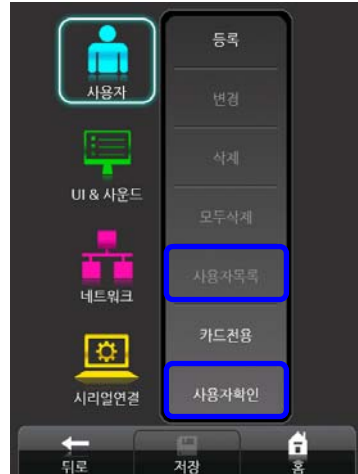 사용자
UI & 사운드
네트워크
시리얼연결
등록
변경
삭제
모두삭제
사용자목록
카드전용
사용자확인
뒤로
저장
홈